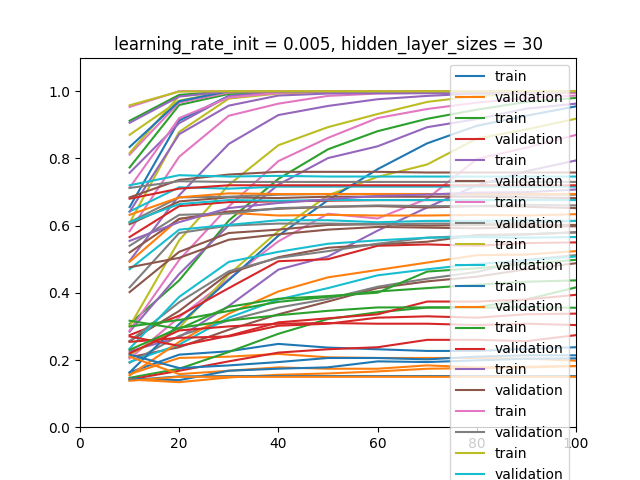 learning_rate_init = 0.005, hidden_layer_sizes = 30
1.0
0.8
0.6
0.4
0.2
0.0
0
20
40
60
80
100
train
validation
train
validation
train
validation
train
validation
train
validation
train
validation
train
validation
train
validation
train
validation